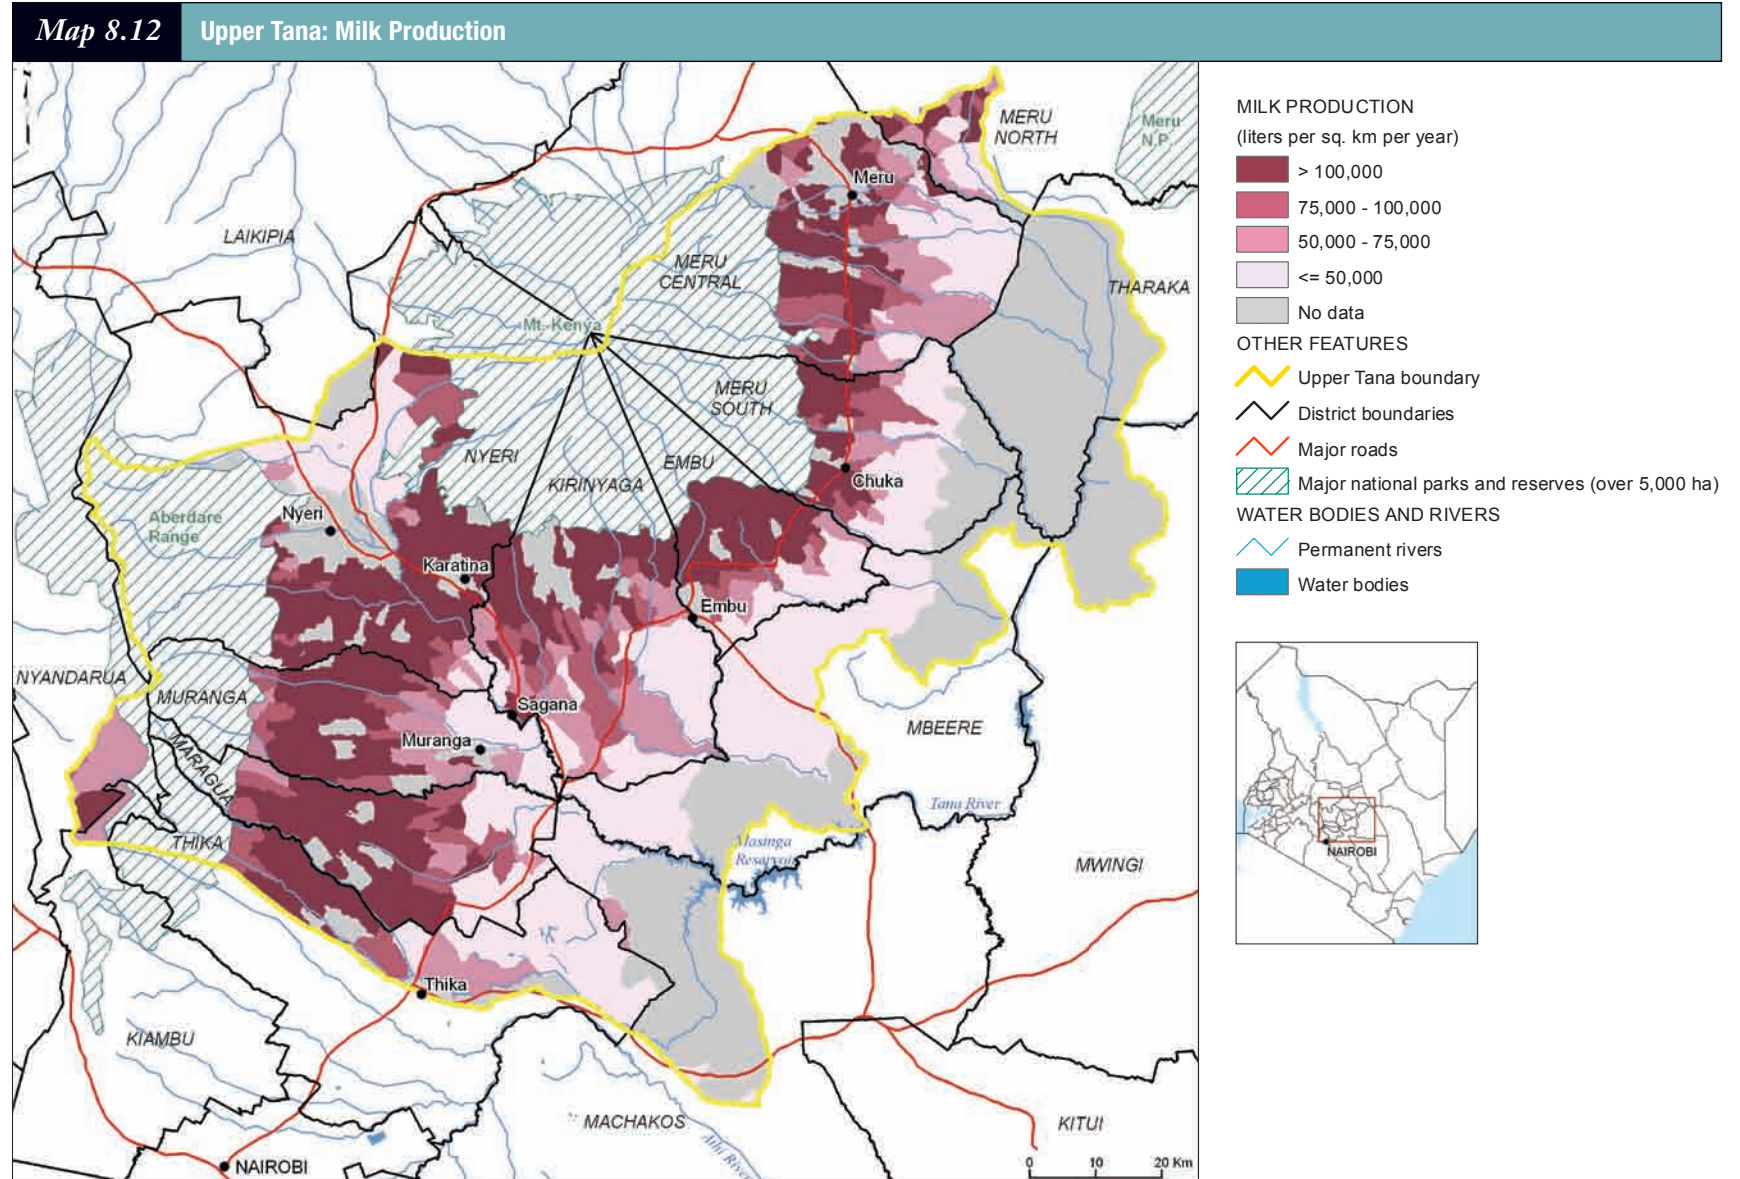 Map 8.12
Upper Tana: Milk Production
MERU
NORTH
Meru
N.P.
Meru
LAIKIPIA
MERU
CENTRAL
THARAKA
Mt. Kenya
MERU
SOUTH
NYERI
EMBU
KIRINYAGA
Chuka
Nyeri
Aberdare
Range
Karatina
Embu
NYANDARUA
MURANGA
Sagana
MBEERE
Muranga
MARAGUA
Tana River
Masinga
Reservoir
THIKA
MWINGI
Thika
KIAMBU
MACHAKOS
KITUI
Athi River
NAIROBI
0 10 20 Km
MILK PRODUCTION
(liters per sq. km per year)
> 100,000
75,000 - 100,000
50,000 - 75,000
<= 50,000
No data
OTHER FEATURES
Upper Tana boundary
District boundaries
Major roads
Major national parks and reserves (over 5,000 ha)
WATER BODIES AND RIVERS
Permanent rivers
Water bodies
NAIROBI